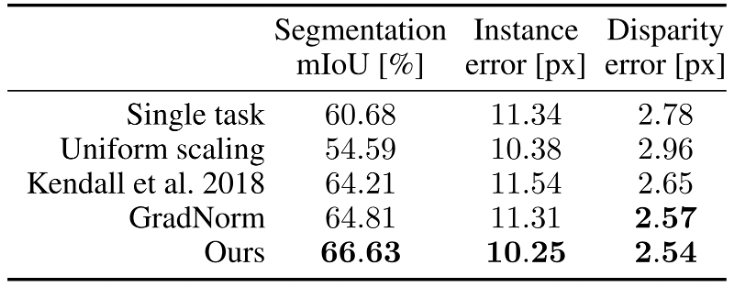 Segmentation Instance Disparity
mIoU [%] error [px] error [px]
Single task 60.68 11.34 2.78
Uniform scaling 54.59 10.38 2.96
Kendall et al. 2018 64.21 11.54 2.65
GradNorm 64.81 11.31 2.57
Ours 66.63 10.25 2.54